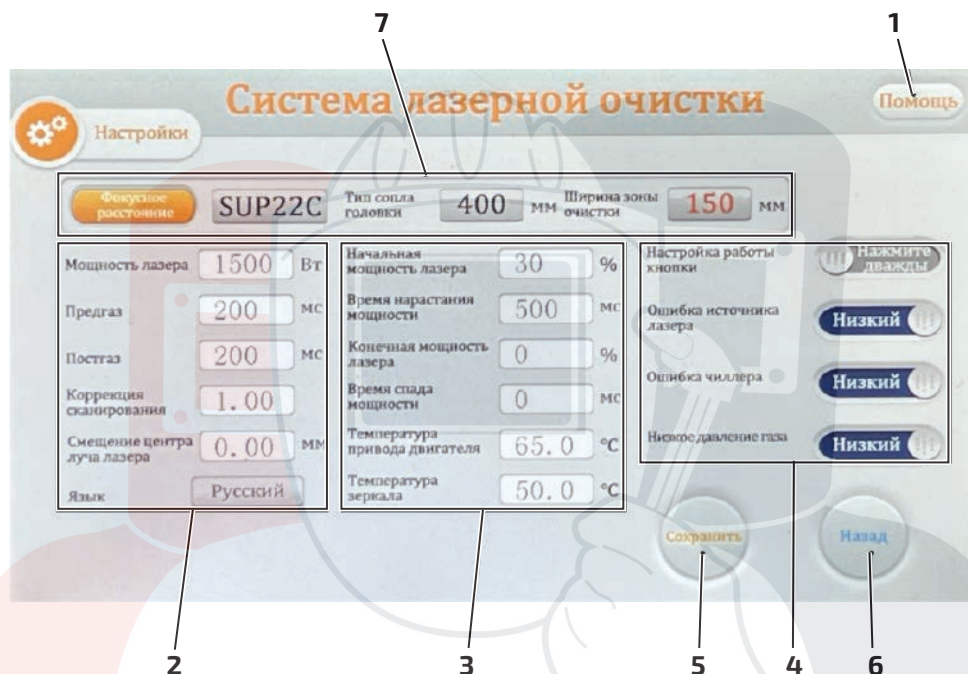 7
1
Система лазерной очистки
Помощь
Настройки
Фокусное
расстояние
SUP22C
Тип сопла
головки
400
мм
Ширина зоны
очистки
150
мм
Мощность лазера
1500
Вт
Предгаз
200
мс
Постгаз
200
мс
Коррекция
сканирования
1.00
Смещение центра
луча лазера
0.00
мм
Язык
Русский
Начальная
мощность лазера
30
%
Время нарастания
мощности
500
мс
Конечная мощность
лазера
0
%
Время спада
мощности
0
мс
Температура
привода двигателя
65.0
°C
Температура
зеркала
50.0
°C
Настройка работы
кнопки
Нажмите
дважды
Ошибка источника
лазера
Низкий
Ошибка чиллера
Низкий
Низкое давление газа
Низкий
Сохранить
Назад
2
3
5
4
6